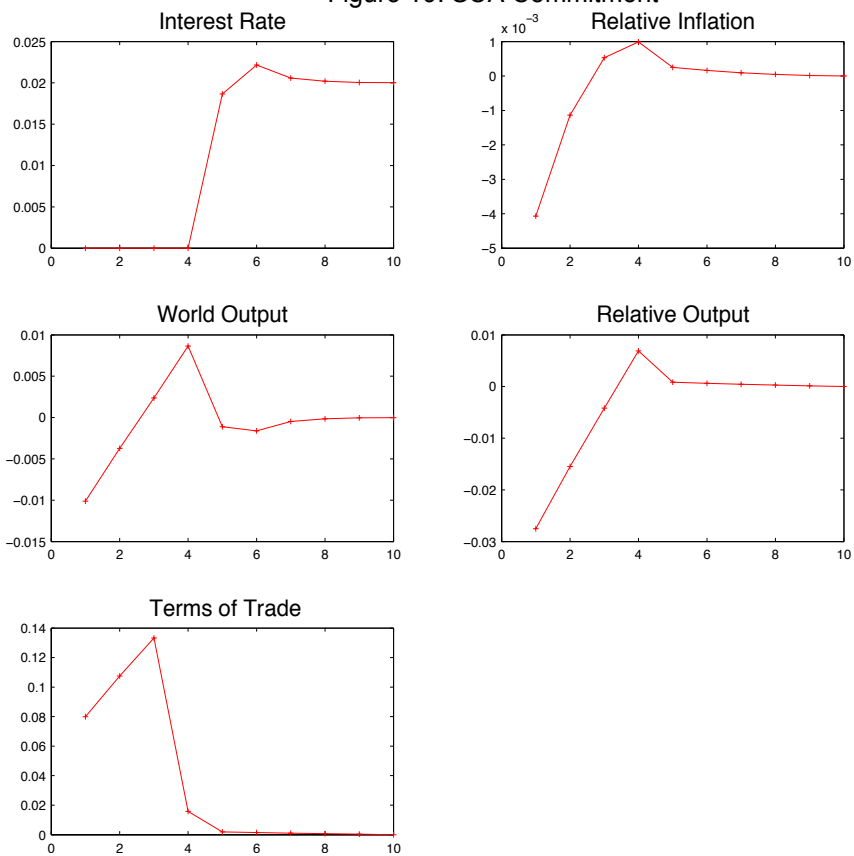 Interest Rate
0.025
0.02
0.015
0.01
0.005
0
0 2 4 6 8 10
Relative Inflation
x 10^-3
1
0
−1
−2
−3
−4
−5
0 2 4 6 8 10
World Output
0.01
0.005
0
−0.005
−0.01
−0.015
0 2 4 6 8 10
Relative Output
0.01
0
−0.01
−0.02
−0.03
0 2 4 6 8 10
Terms of Trade
0.14
0.12
0.1
0.08
0.06
0.04
0.02
0
0 2 4 6 8 10